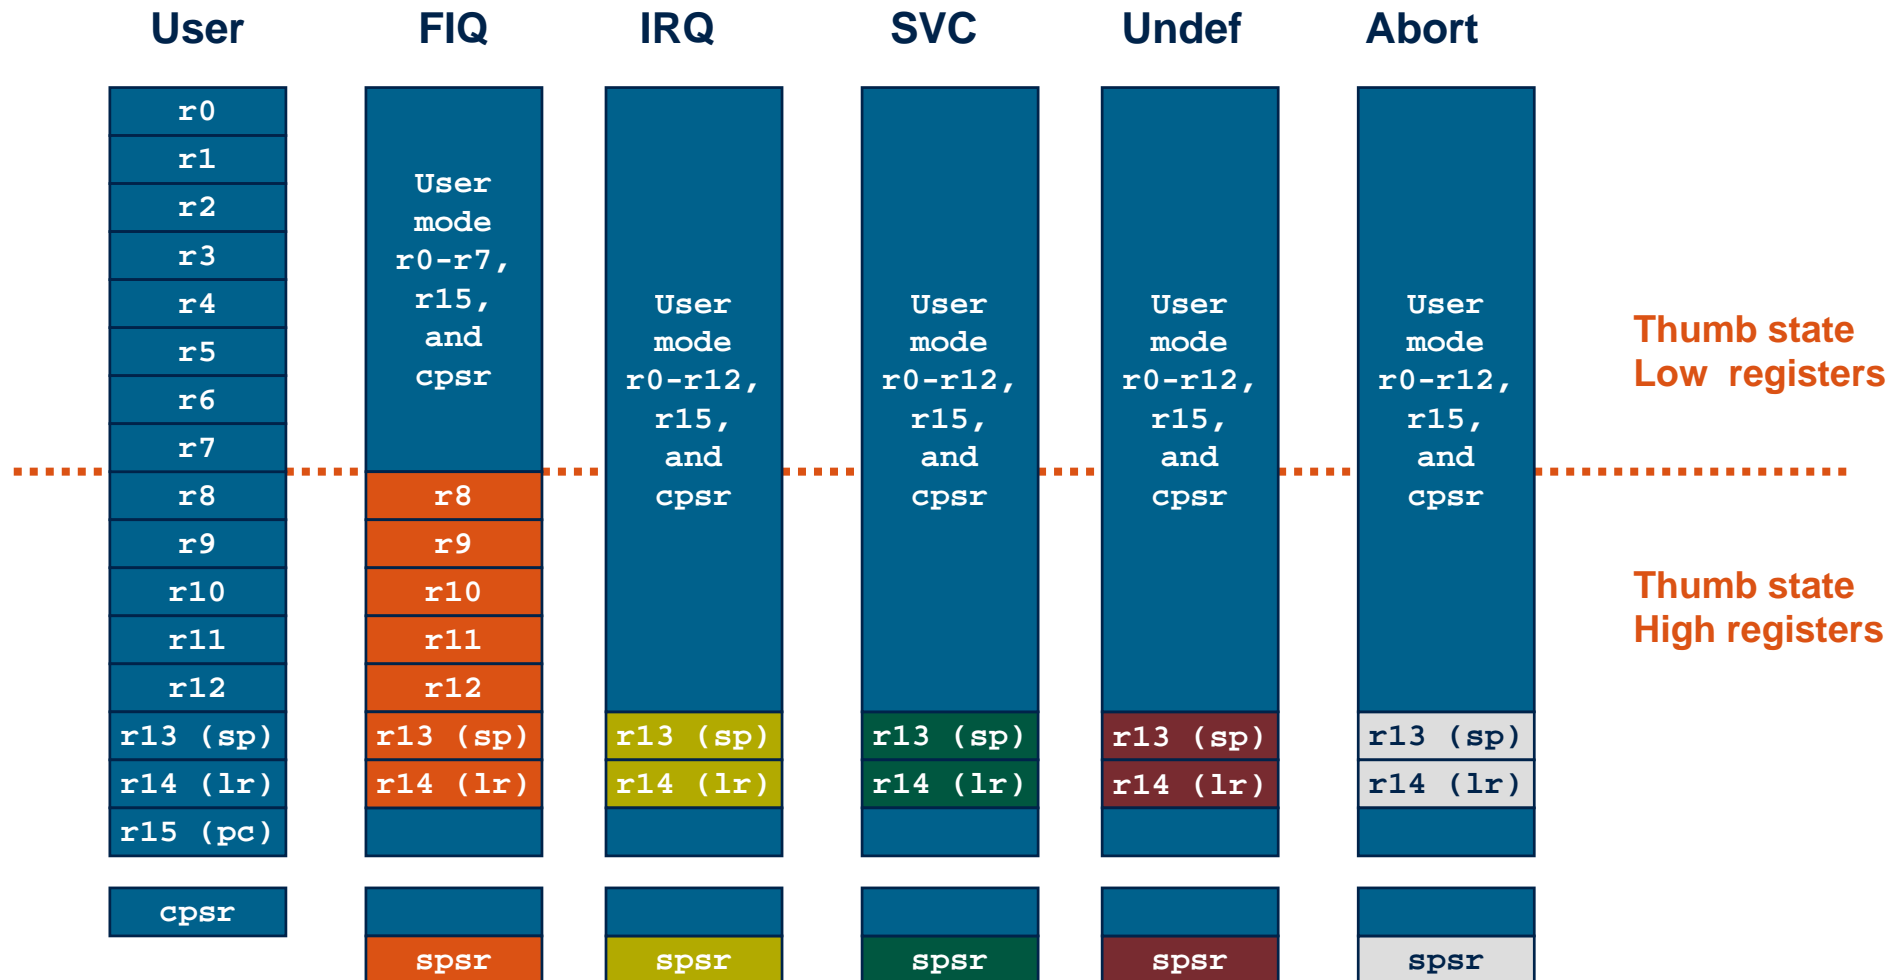 User
FIQ
IRQ
SVC
Undef
Abort
r0
r1
r2
r3
r4
r5
r6
r7
r8
r9
r10
r11
r12
r13 (sp)
r14 (lr)
r15 (pc)
cpsr
User
mode
r0-r7,
r15,
and
cpsr
r8
r9
r10
r11
r12
r13 (sp)
r14 (lr)
spsr
User
mode
r0-r12,
r15,
and
cpsr
r13 (sp)
r14 (lr)
spsr
User
mode
r0-r12,
r15,
and
cpsr
r13 (sp)
r14 (lr)
spsr
User
mode
r0-r12,
r15,
and
cpsr
r13 (sp)
r14 (lr)
spsr
User
mode
r0-r12,
r15,
and
cpsr
r13 (sp)
r14 (lr)
spsr
Thumb state
Low registers
Thumb state
High registers